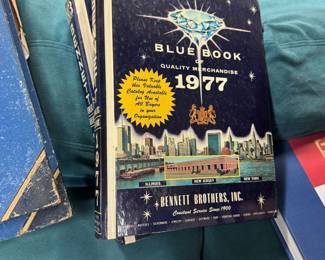 BLUE BOOK
OF
QUALITY MERCHANDISE
1977
Please Keep
this Valuable
Catalog Available
for Use of
All Buyers
in your
Organization
ILLINOIS
NEW JERSEY
NEW YORK
BENNETT BROTHERS, INC.
Constant Service Since 1900